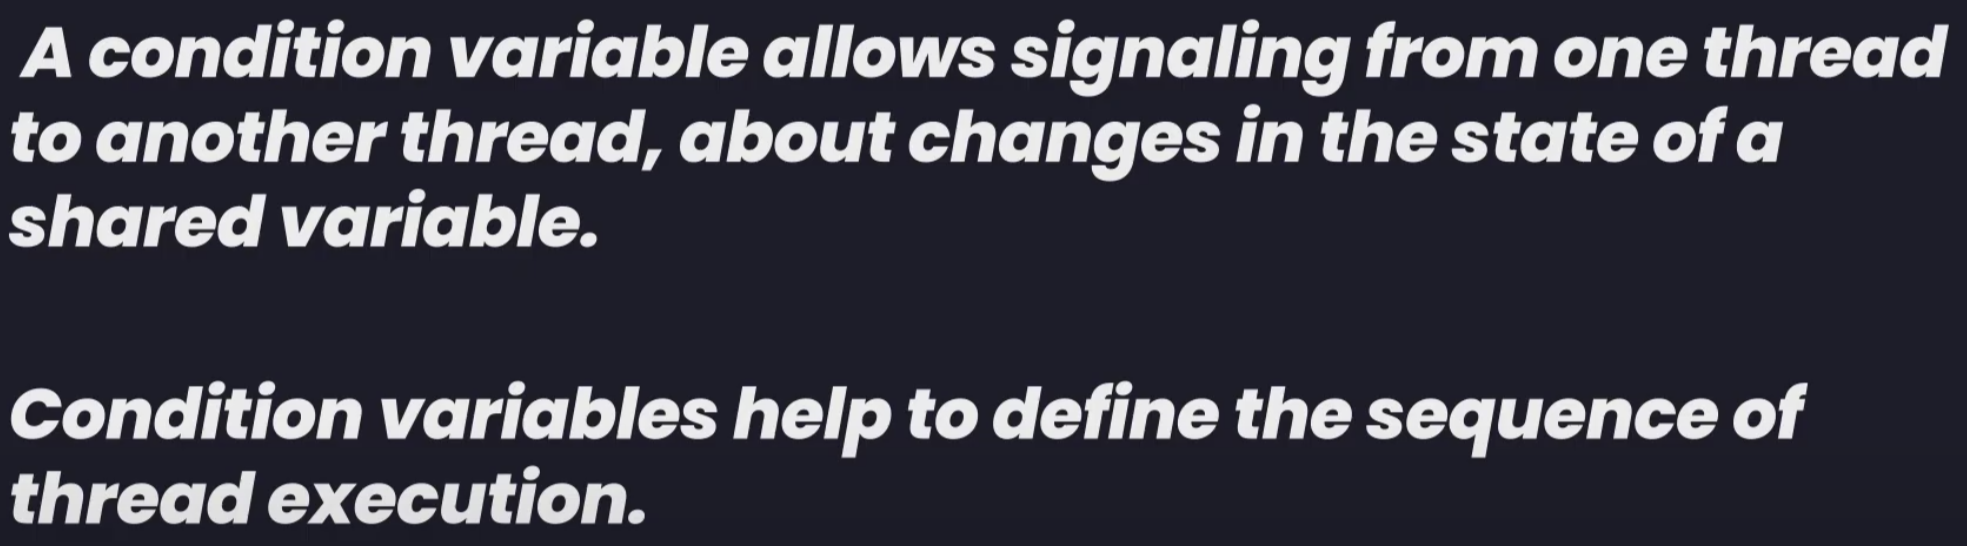 A condition variable allows signaling from one thread
to another thread, about changes in the state of a
shared variable.
Condition variables help to define the sequence of
thread execution.